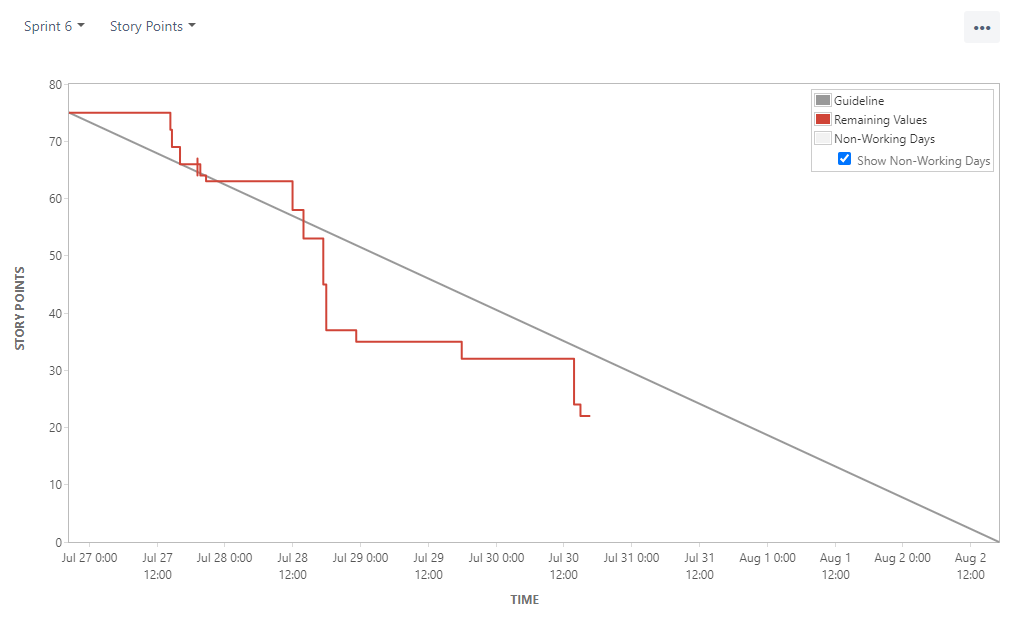 Sprint 6 Story Points
80
70
60
50
40
30
20
10
0
STORY POINTS
Guideline
Remaining Values
Non-Working Days
Show Non-Working Days
Jul 27 0:00 Jul 27 Jul 28 0:00 Jul 28 Jul 29 0:00 Jul 29 Jul 30 0:00 Jul 30 Jul 31 0:00 Jul 31 Aug 1 0:00 Aug 1 Aug 2 0:00 Aug 2
12:00 12:00 12:00 12:00 12:00 12:00 12:00
TIME